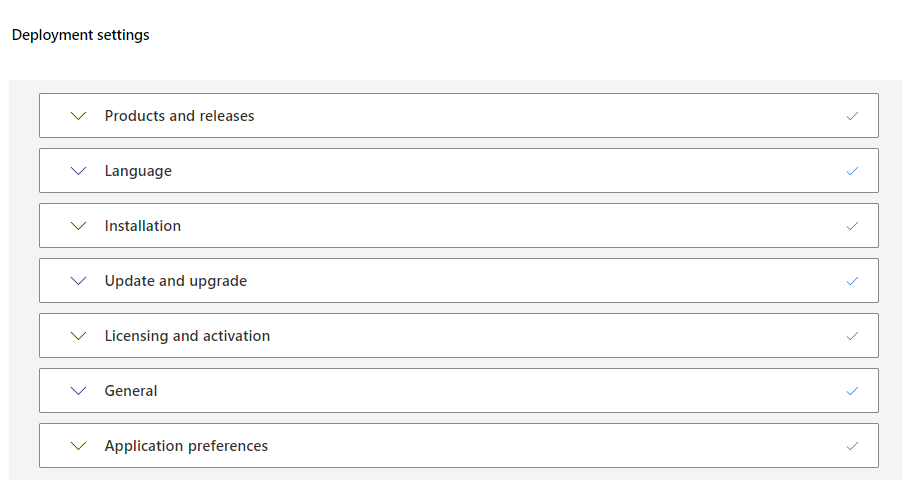 Deployment settings
Products and releases
Language
Installation
Update and upgrade
Licensing and activation
General
Application preferences